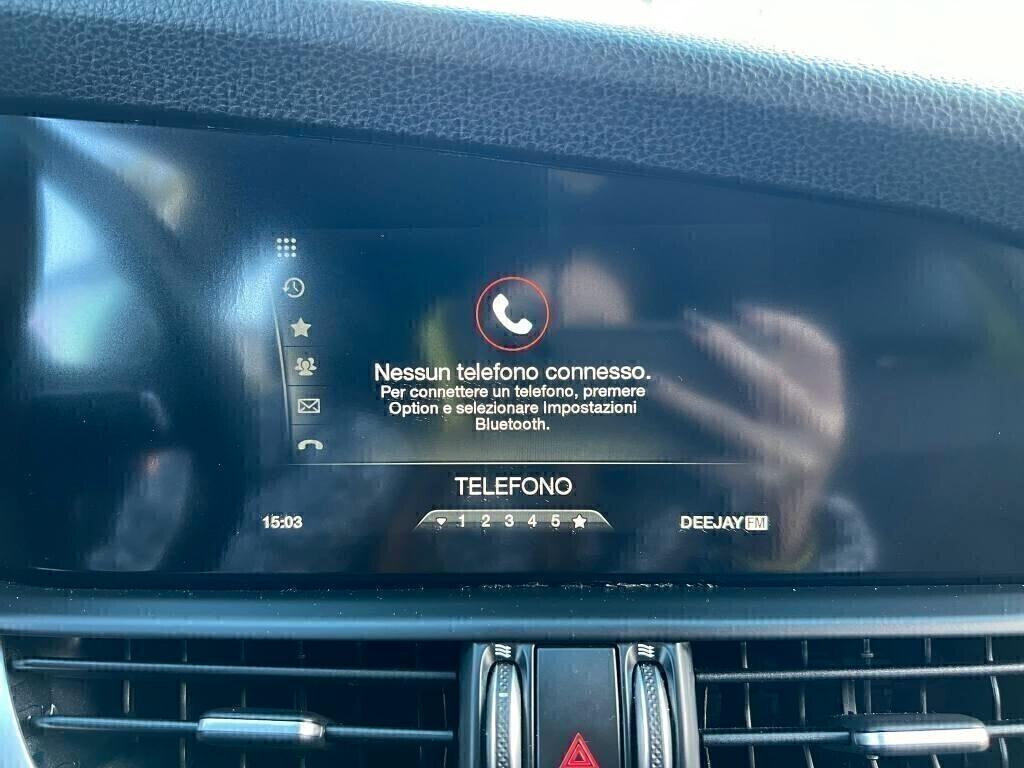 Nessun telefono connesso.
Per connettere un telefono, premere
Option e selezionare Impostazioni
Bluetooth.
TELEFONO
15:03
1 2 3 4 5
DEEJAY FM